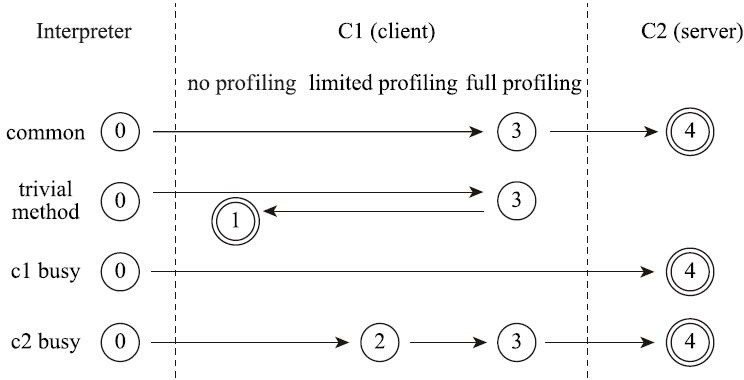 Interpreter C1 (client) C2 (server)
no profiling limited profiling full profiling
common 0 3 4
trivial
method 0 1 3
c1 busy 0 4
c2 busy 0 2 3 4